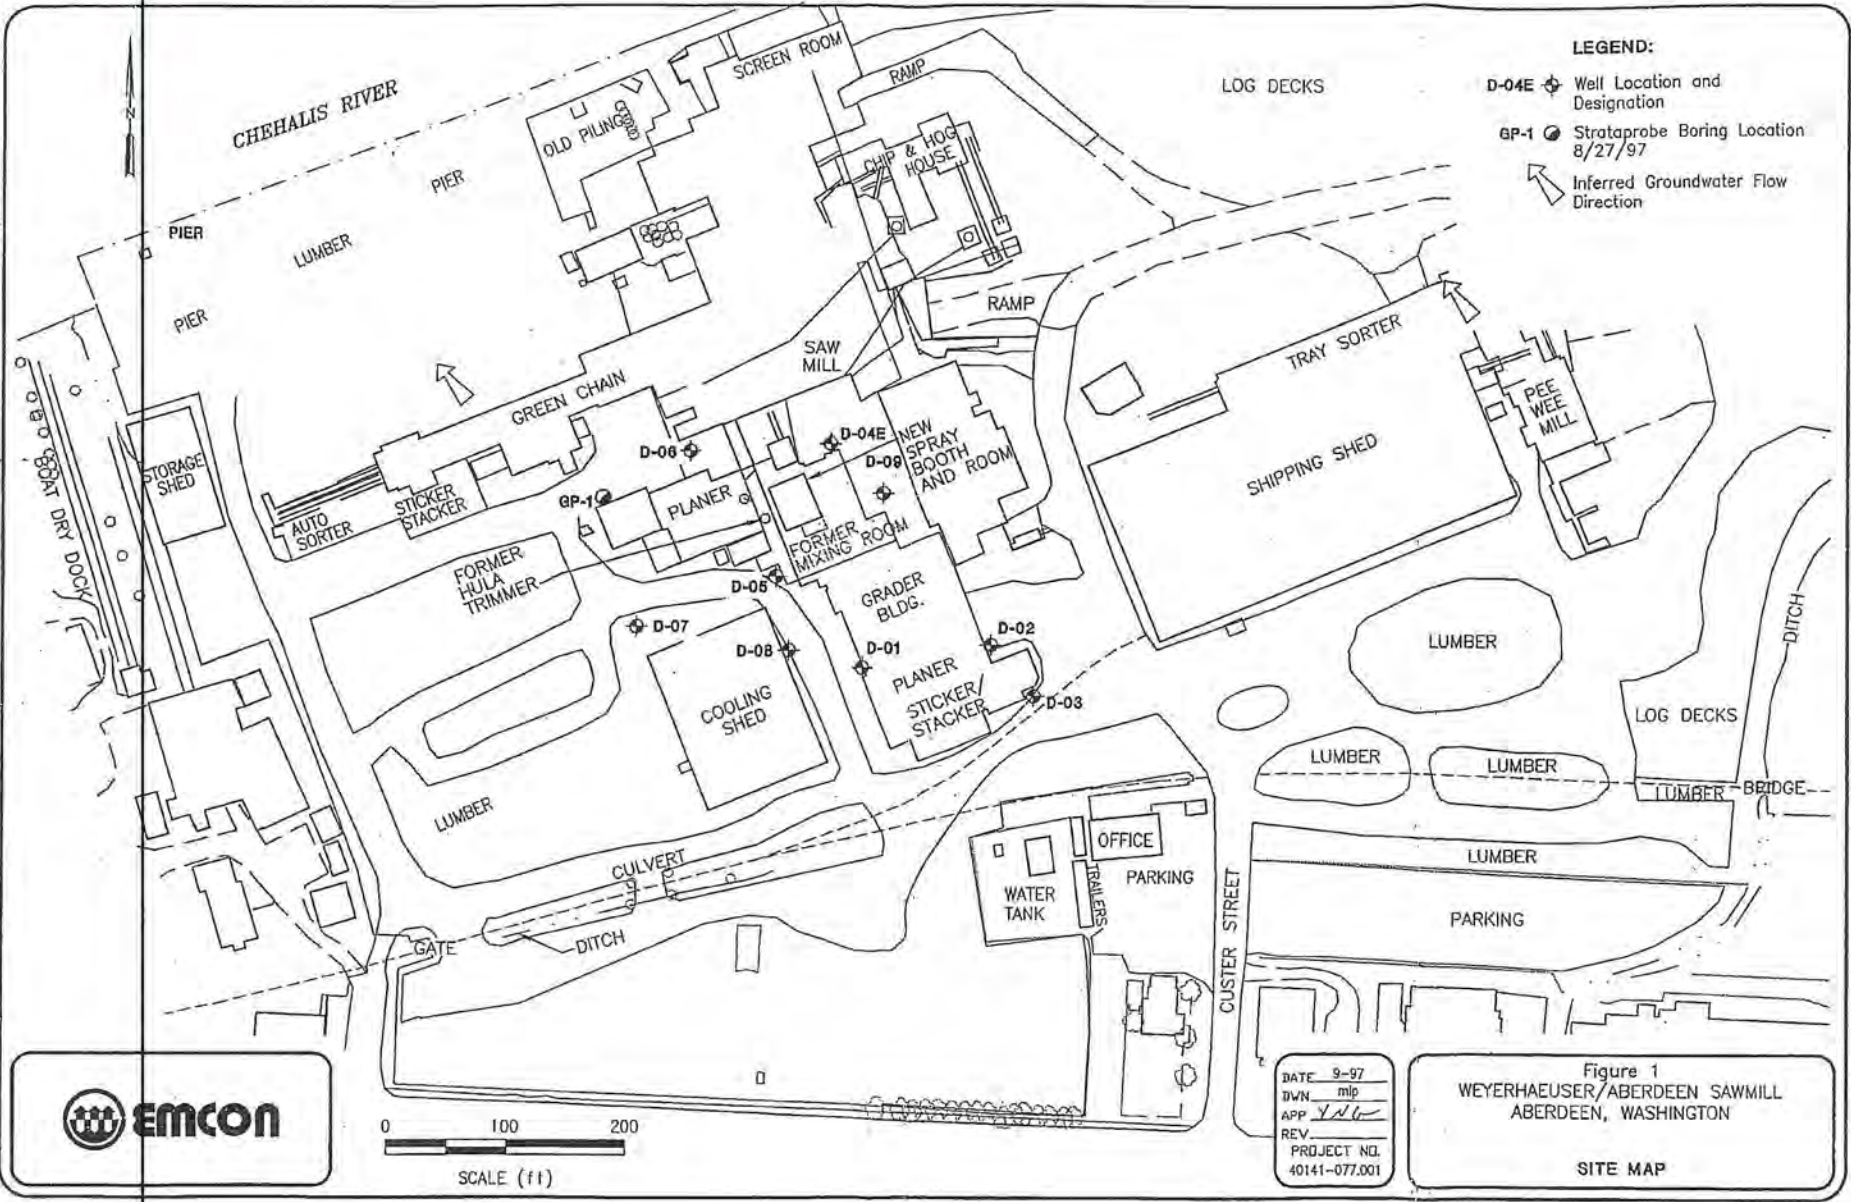 LEGEND:
D-04E Well Location and
Designation
GP-1 Strataprobe Boring Location
8/27/97
Inferred Groundwater Flow
Direction
N
CHEHALIS RIVER
SCREEN ROOM
RAMP
LOG DECKS
OLD PILING
CHIP & HOG
HOUSE
PIER
PIER
LUMBER
PIER
RAMP
SAW
MILL
TRAY SORTER
GREEN CHAIN
PEE
WEE
MILL
BOAT DRY DOCK
STORAGE
SHED
D-04E
D-06
D-09
NEW
SPRAY
BOOTH
AND ROOM
SHIPPING SHED
GP-1
PLANER
AUTO
SORTER
STICKER
STACKER
FORMER
MIXING ROOM
FORMER
HULA
TRIMMER
D-05
GRADER
BLDG.
D-07
D-08
D-01
D-02
PLANER
STICKER/
STACKER
D-03
COOLING
SHED
LUMBER
DITCH
LOG DECKS
LUMBER
LUMBER
LUMBER
BRIDGE
LUMBER
CULVERT
OFFICE
LUMBER
WATER
TANK
TRAILERS
PARKING
CUSTER STREET
PARKING
GATE
DITCH
EMCON
0 100 200
SCALE (ft)
DATE 9-97
DWN mlp
APP
REV
PROJECT NO.
40141-077.001
Figure 1
WEYERHAEUSER/ABERDEEN SAWMILL
ABERDEEN, WASHINGTON
SITE MAP